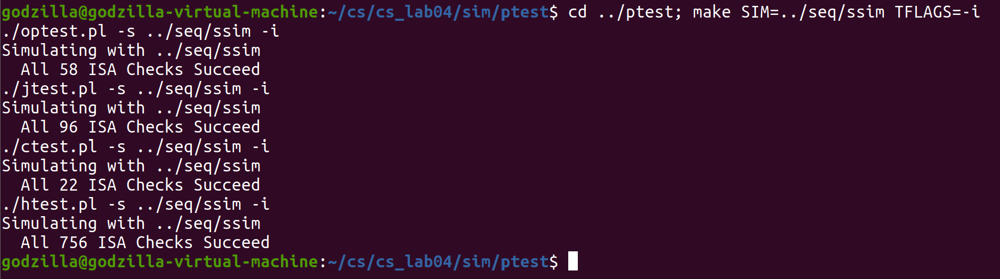 godzilla@godzilla-virtual-machine:~/cs/cs_lab04/sim/ptest$ cd ../ptest; make SIM=../seq/ssim TFLAGS=-i
./optest.pl -s ../seq/ssim -i
Simulating with ../seq/ssim
  All 58 ISA Checks Succeed
./jtest.pl -s ../seq/ssim -i
Simulating with ../seq/ssim
  All 96 ISA Checks Succeed
./ctest.pl -s ../seq/ssim -i
Simulating with ../seq/ssim
  All 22 ISA Checks Succeed
./htest.pl -s ../seq/ssim -i
Simulating with ../seq/ssim
  All 756 ISA Checks Succeed
godzilla@godzilla-virtual-machine:~/cs/cs_lab04/sim/ptest$